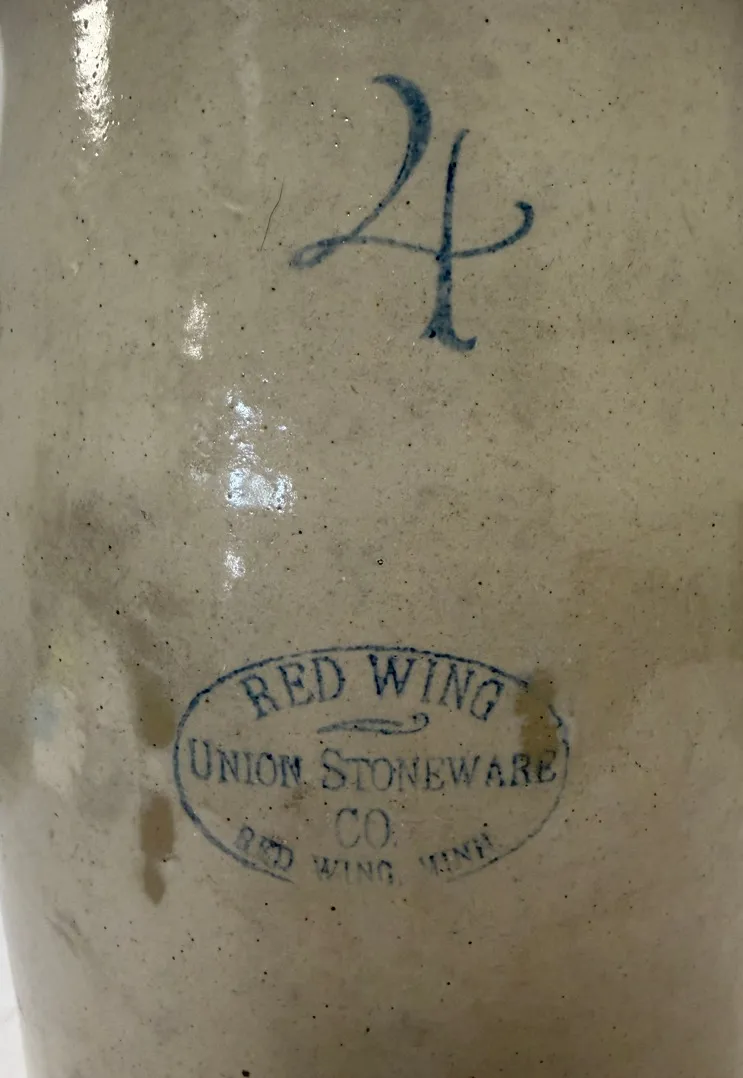 4
RED WING
UNION STONEWARE
CO.
RED WING, MINN.